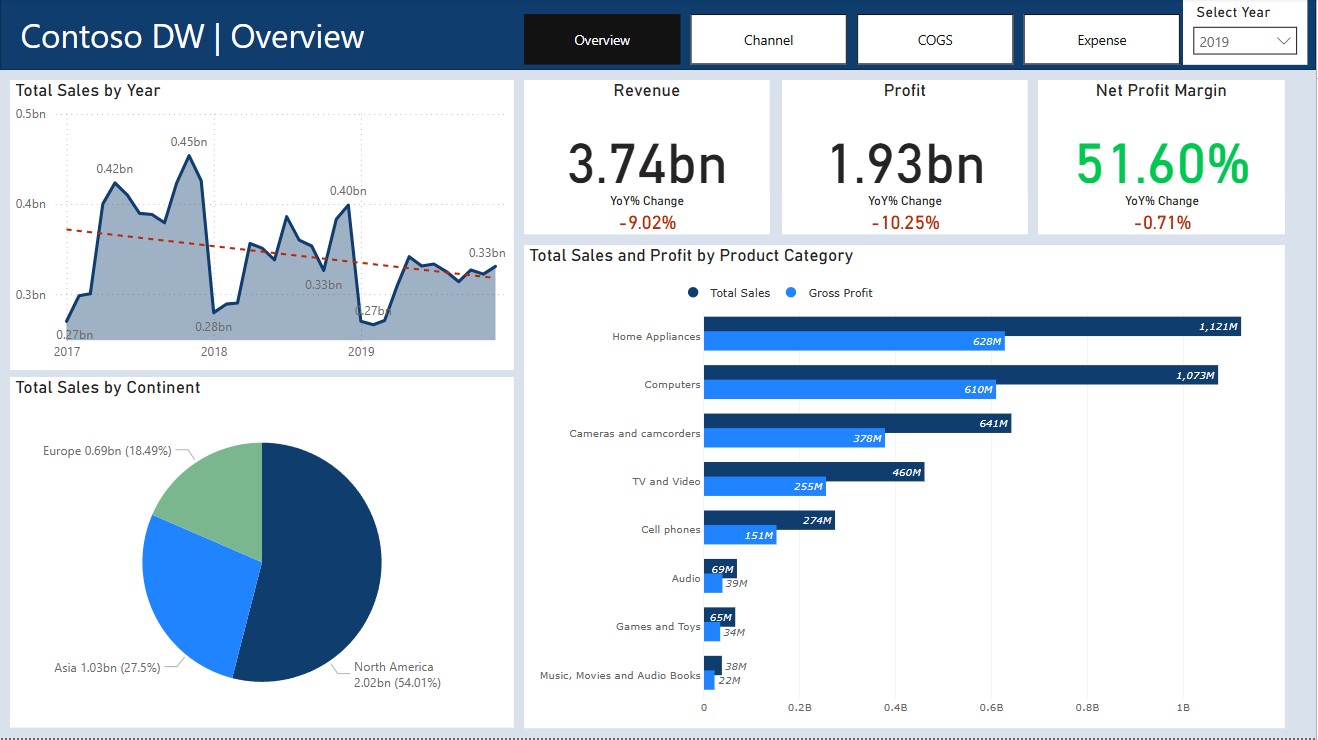 Contoso DW | Overview
Overview
Channel
COGS
Expense
Select Year
2019
Total Sales by Year
0.5bn
0.4bn
0.3bn
0.27bn
0.42bn
0.45bn
0.28bn
0.33bn
0.40bn
0.27bn
0.33bn
2017
2018
2019
Revenue
3.74bn
YoY% Change
-9.02%
Profit
1.93bn
YoY% Change
-10.25%
Net Profit Margin
51.60%
YoY% Change
-0.71%
Total Sales by Continent
Europe 0.69bn (18.49%)
Asia 1.03bn (27.5%)
North America
2.02bn (54.01%)
Total Sales and Profit by Product Category
Total Sales
Gross Profit
Home Appliances
1,121M
628M
Computers
1,073M
610M
Cameras and camcorders
641M
378M
TV and Video
460M
255M
Cell phones
274M
151M
Audio
69M
39M
Games and Toys
65M
34M
Music, Movies and Audio Books
38M
22M
0
0.2B
0.4B
0.6B
0.8B
1B